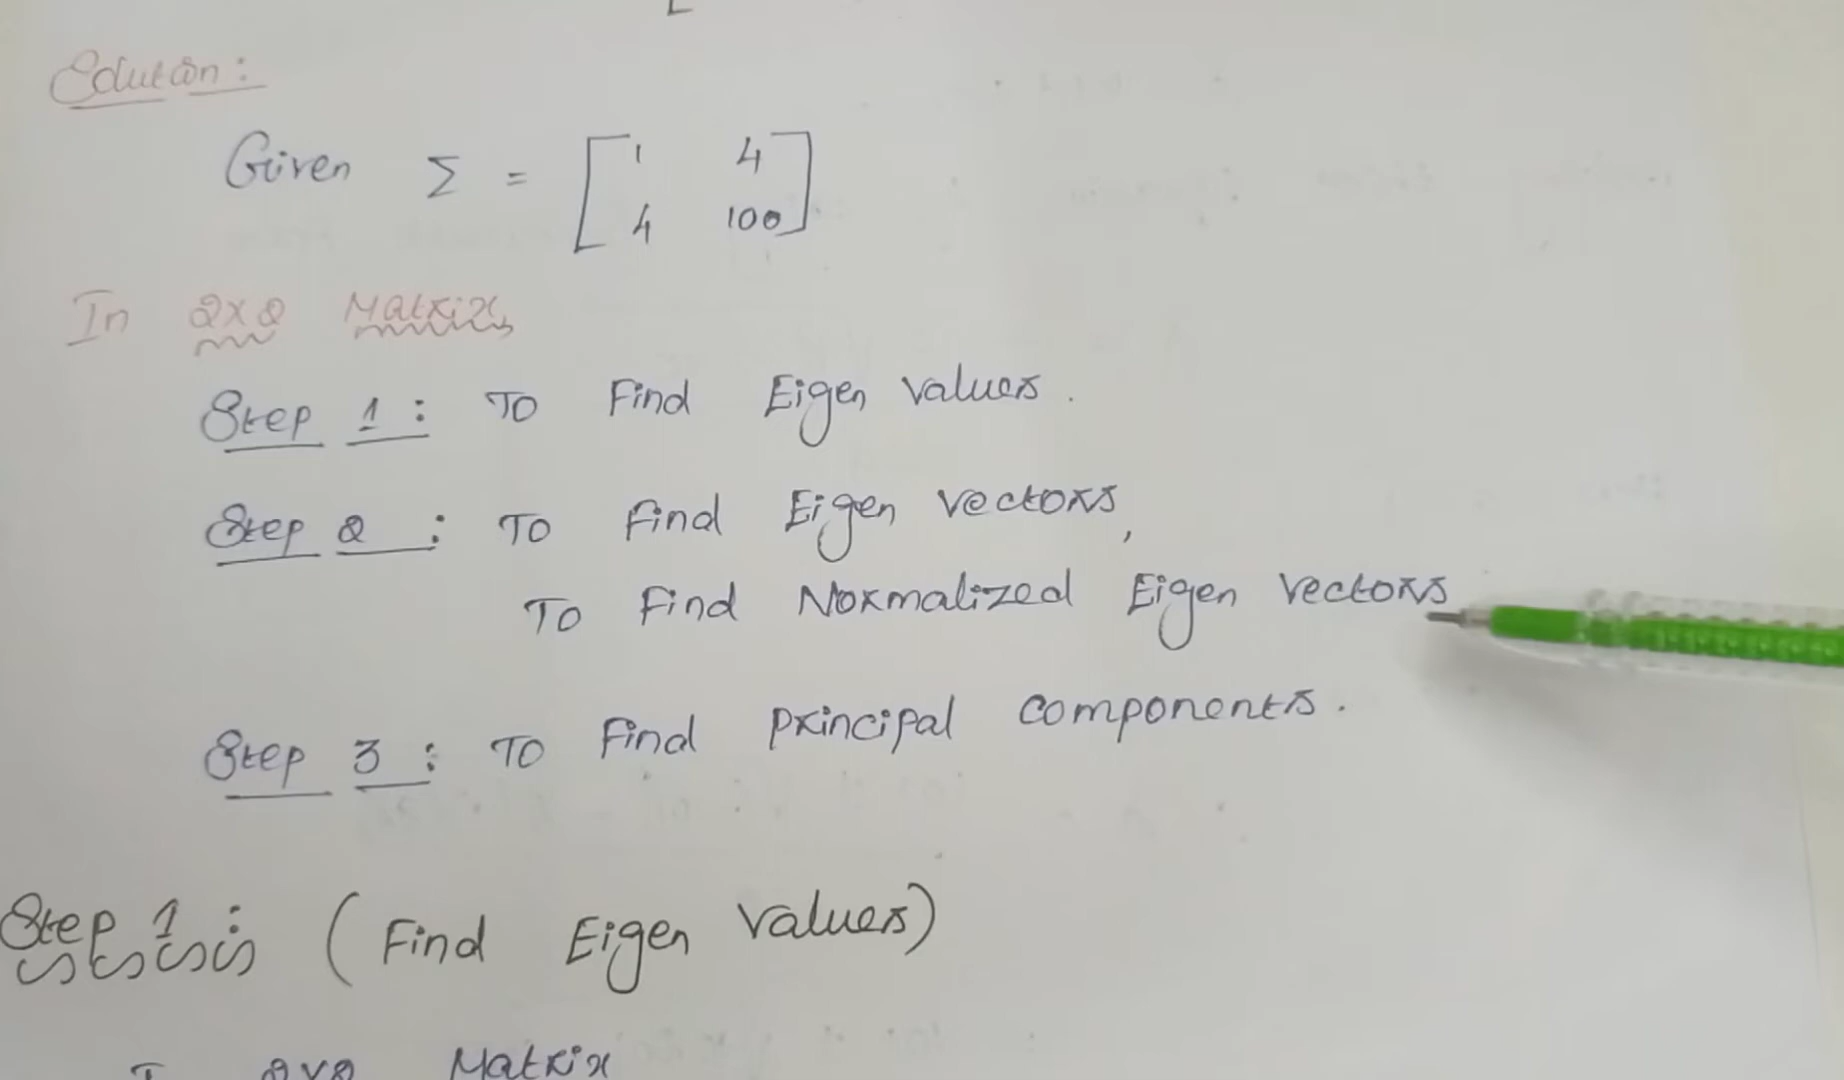 Solution:
Given Σ = [ 1 4
4 100 ]
In 2x2 Matrix
Step 1: To Find Eigen values.
Step 2: To find Eigen vectors,
To Find Normalized Eigen vectors
Step 3: To Find principal components.
Step 1: (Find Eigen Values)
2x2 Matrix